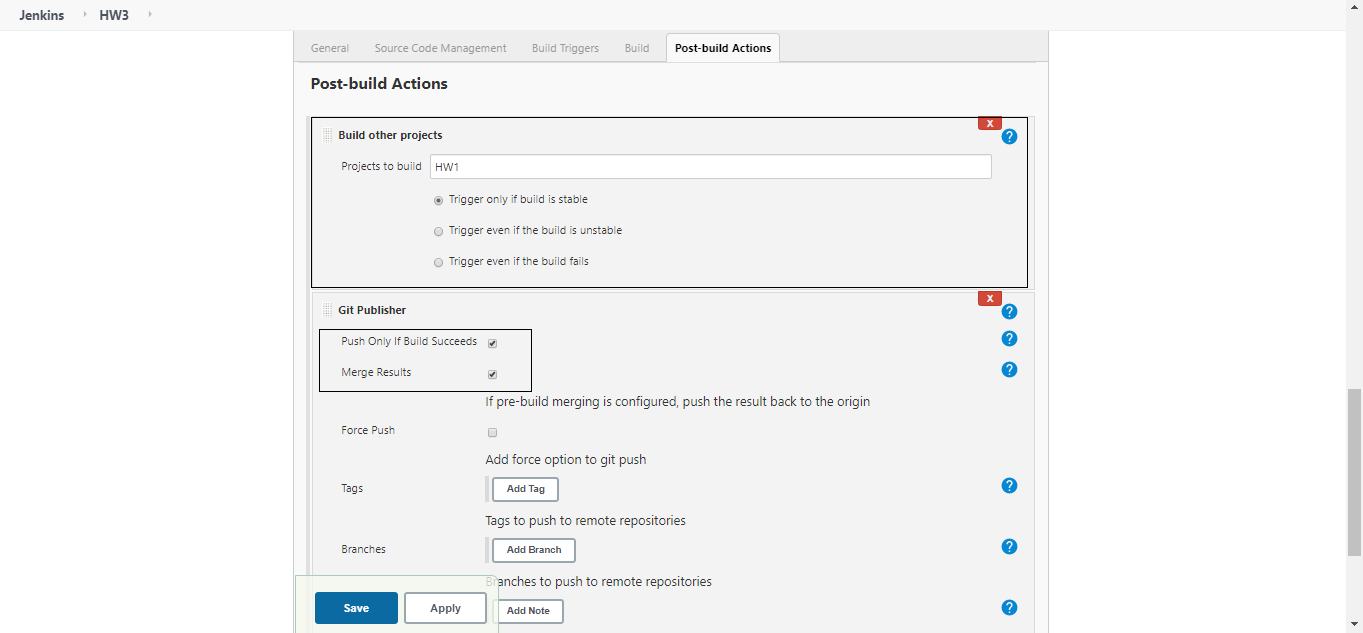 Jenkins HW3
General Source Code Management Build Triggers Build Post-build Actions
Post-build Actions
X
Build other projects ?
Projects to build HW1
Trigger only if build is stable
Trigger even if the build is unstable
Trigger even if the build fails
X
Git Publisher ?
Push Only If Build Succeeds ?
Merge Results ?
If pre-build merging is configured, push the result back to the origin
Force Push
Add force option to git push
Tags Add Tag ?
Tags to push to remote repositories
Branches Add Branch ?
Branches to push to remote repositories
Save Apply Add Note ?